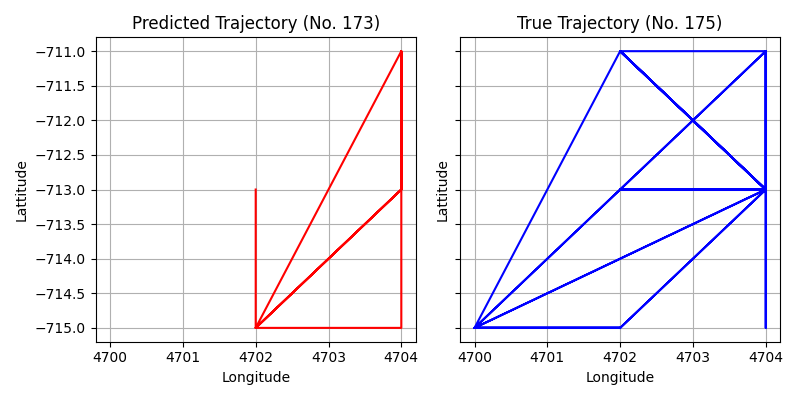 Predicted Trajectory (No. 173)
−711.0
−711.5
−712.0
−712.5
−713.0
−713.5
−714.0
−714.5
−715.0
Lattitude
4700 4701 4702 4703 4704
Longitude
True Trajectory (No. 175)
Lattitude
4700 4701 4702 4703 4704
Longitude